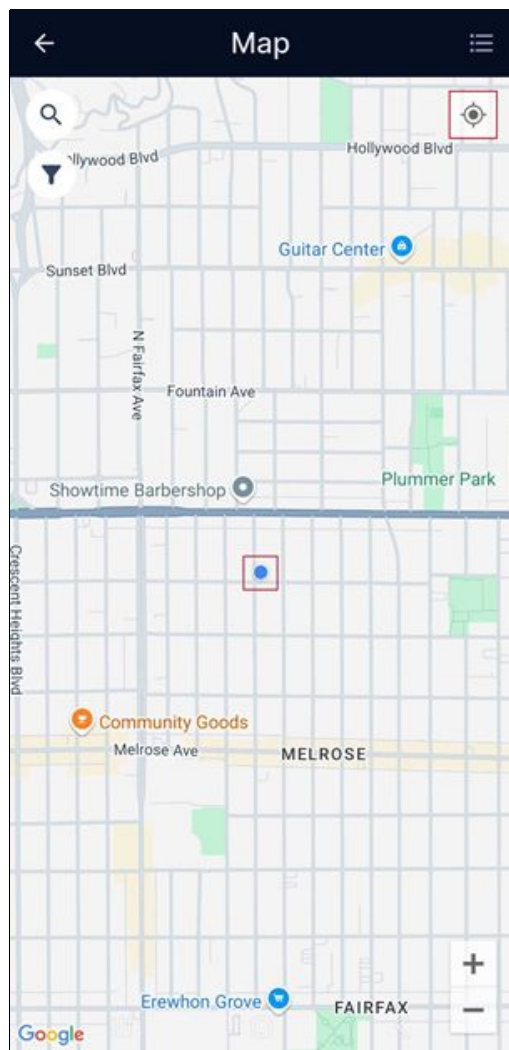 Map
Hollywood Blvd
llywood Blvd
Guitar Center
Sunset Blvd
N Fairfax Ave
Fountain Ave
Plummer Park
Showtime Barbershop
Crescent Heights Blvd
Community Goods
Melrose Ave
MELROSE
Erewhon Grove
FAIRFAX
Google